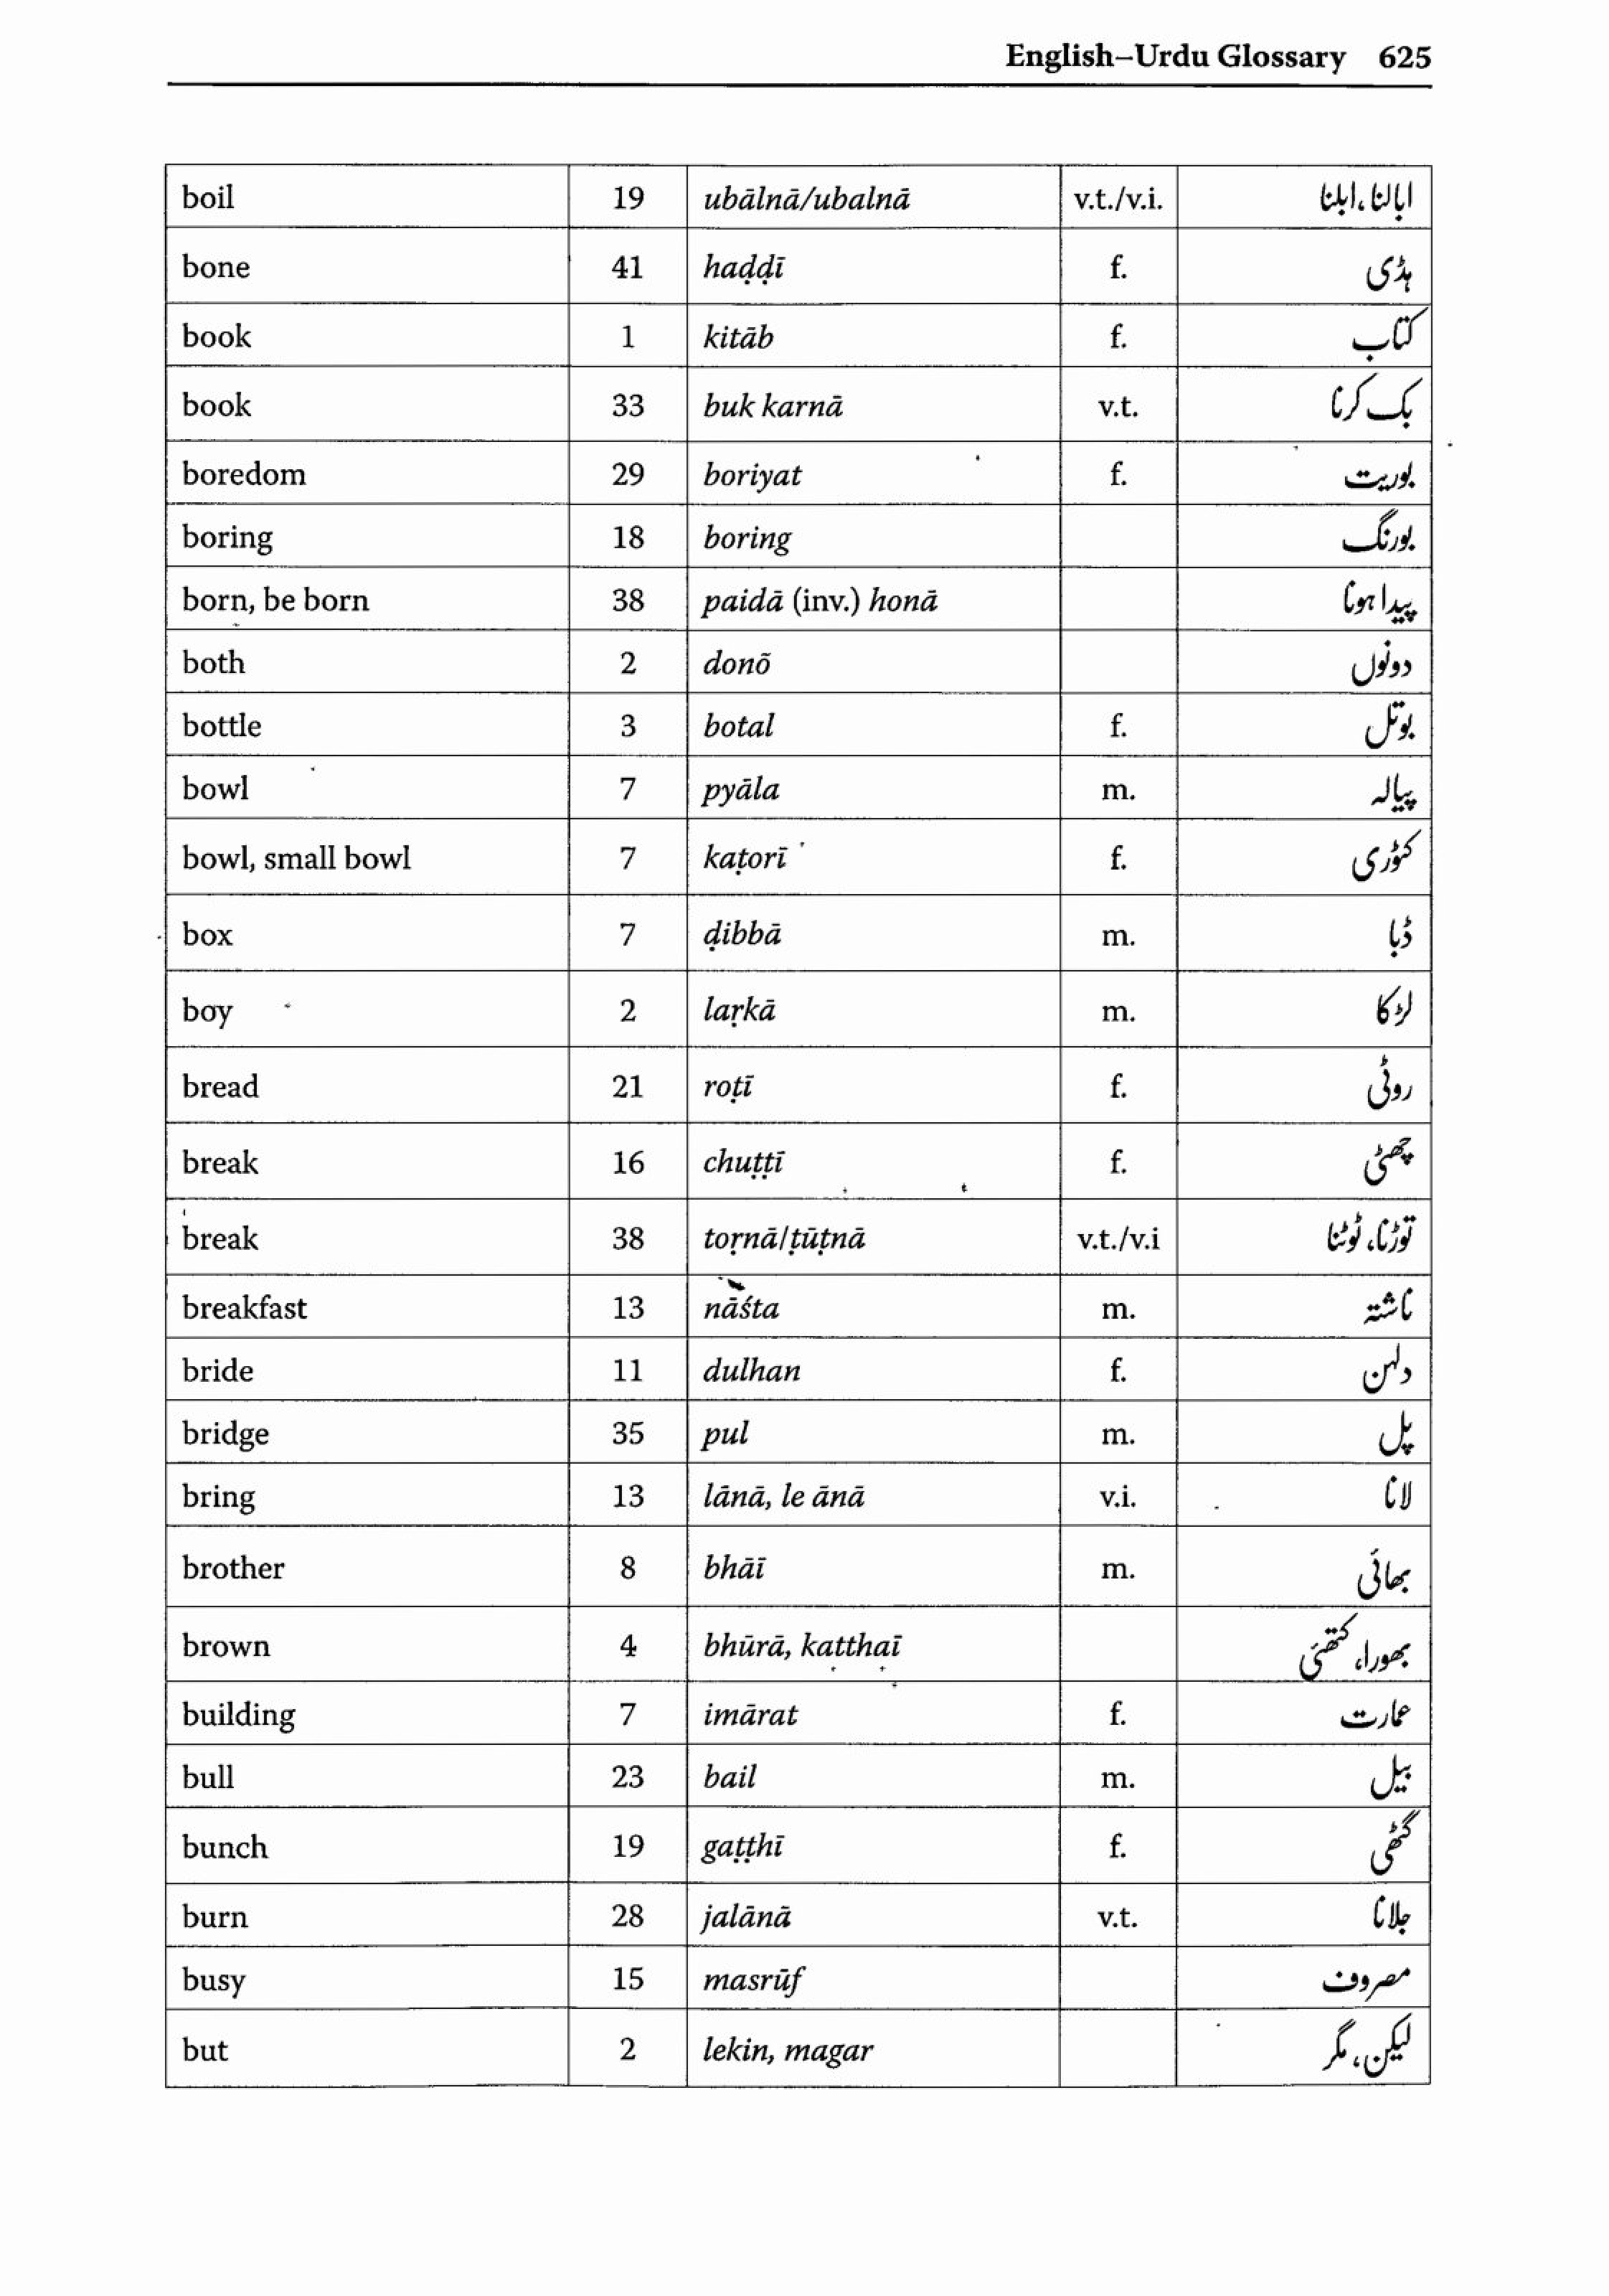 English–Urdu Glossary 625
boil 19 ubālnā/ubalnā v.t./v.i. ابالنا، ابلنا
bone 41 haḍḍī f. ہڈی
book 1 kitāb f. کتاب
book 33 buk karnā v.t. بک کرنا
boredom 29 boriyat f. بوریت
boring 18 boring بورنگ
born, be born 38 paidā (inv.) honā پیدا ہونا
both 2 donõ دونوں
bottle 3 botal f. بوتل
bowl 7 pyāla m. پیالہ
bowl, small bowl 7 kaṭorī f. کٹوری
box 7 ḍibbā m. ڈبا
boy 2 laṛkā m. لڑکا
bread 21 roṭī f. روٹی
break 16 chuṭṭī f. چھٹی
break 38 toṛnā/ṭūṭnā v.t./v.i توڑنا، ٹوٹنا
breakfast 13 nāśta m. ناشتہ
bride 11 dulhan f. دلہن
bridge 35 pul m. پل
bring 13 lānā, le ānā v.i. لانا
brother 8 bhāī m. بھائی
brown 4 bhūrā, katthaī بھورا، کتھئی
building 7 imārat f. عمارت
bull 23 bail m. بیل
bunch 19 gaṭṭhī f. گٹھی
burn 28 jalānā v.t. جلانا
busy 15 masrūf مصروف
but 2 lekin, magar لیکن، مگر